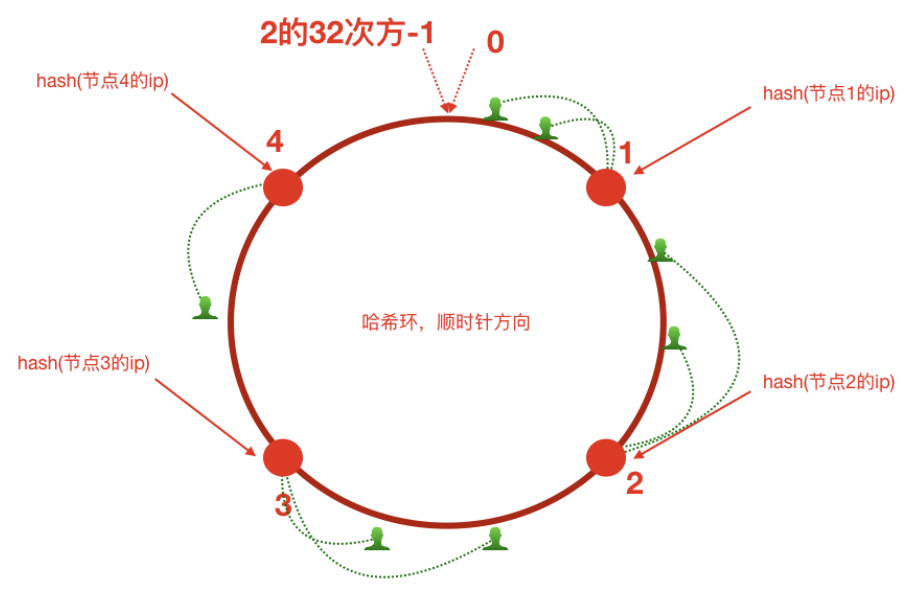 2的32次方-1
0
hash(节点4的ip)
hash(节点1的ip)
4
1
哈希环，顺时针方向
hash(节点3的ip)
hash(节点2的ip)
3
2